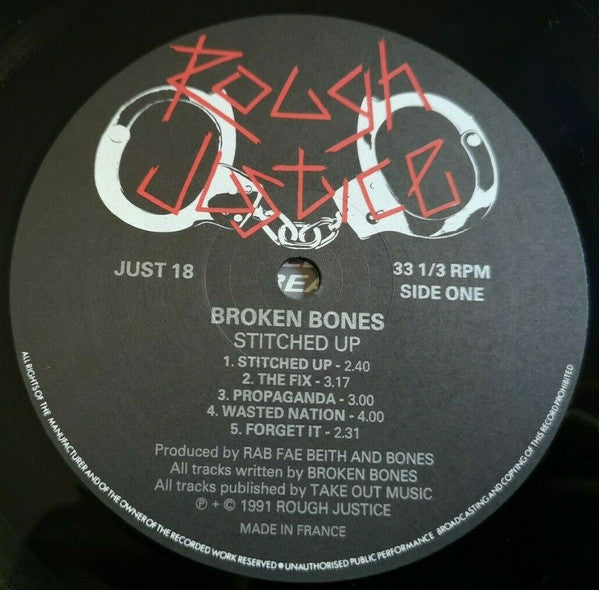 Rough
Justice
JUST 18
33 1/3 RPM
SIDE ONE
BROKEN BONES
STITCHED UP
1. STITCHED UP - 2.40
2. THE FIX - 3.17
3. PROPAGANDA - 3.00
4. WASTED NATION - 4.00
5. FORGET IT - 2.31
Produced by RAB FAE BEITH AND BONES
All tracks written by BROKEN BONES
All tracks published by TAKE OUT MUSIC
℗ + © 1991 ROUGH JUSTICE
MADE IN FRANCE
ALL RIGHTS OF THE MANUFACTURER AND OF THE OWNER OF THE RECORDED WORK RESERVED ● UNAUTHORISED PUBLIC PERFORMANCE BROADCASTING AND COPYING OF THIS RECORD PROHIBITED